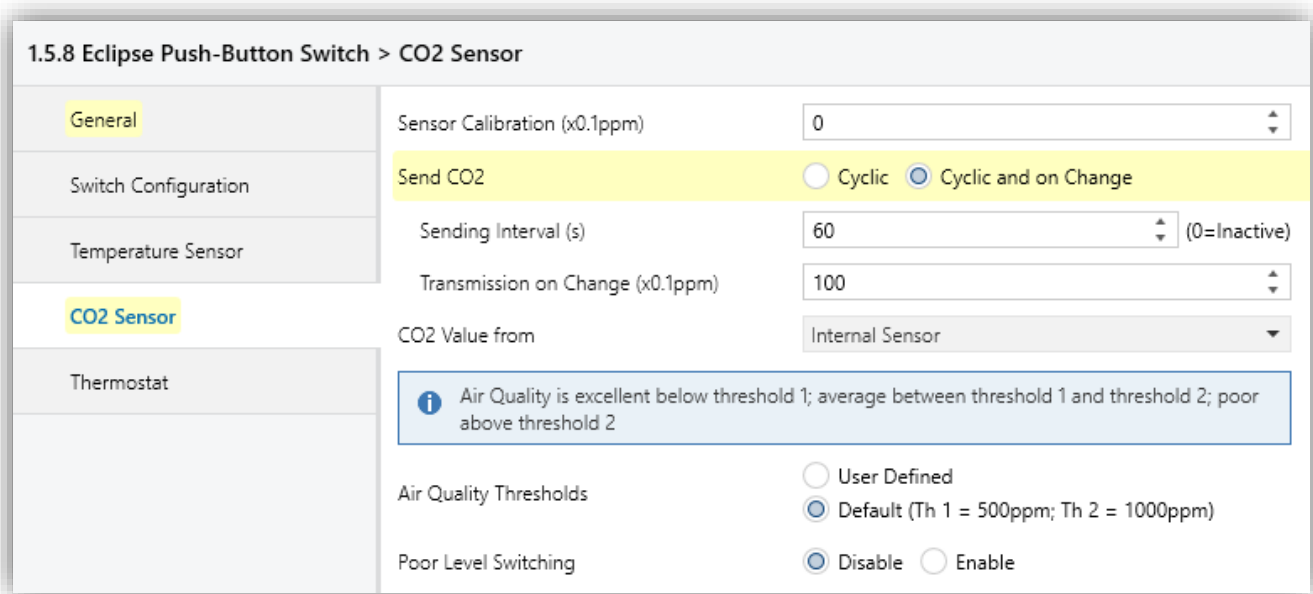 1.5.8 Eclipse Push-Button Switch > CO2 Sensor
General
Switch Configuration
Temperature Sensor
CO2 Sensor
Thermostat
Sensor Calibration (x0.1ppm) 0
Send CO2 Cyclic Cyclic and on Change
Sending Interval (s) 60 (0=Inactive)
Transmission on Change (x0.1ppm) 100
CO2 Value from Internal Sensor
Air Quality is excellent below threshold 1; average between threshold 1 and threshold 2; poor
above threshold 2
Air Quality Thresholds
User Defined
Default (Th 1 = 500ppm; Th 2 = 1000ppm)
Poor Level Switching Disable Enable